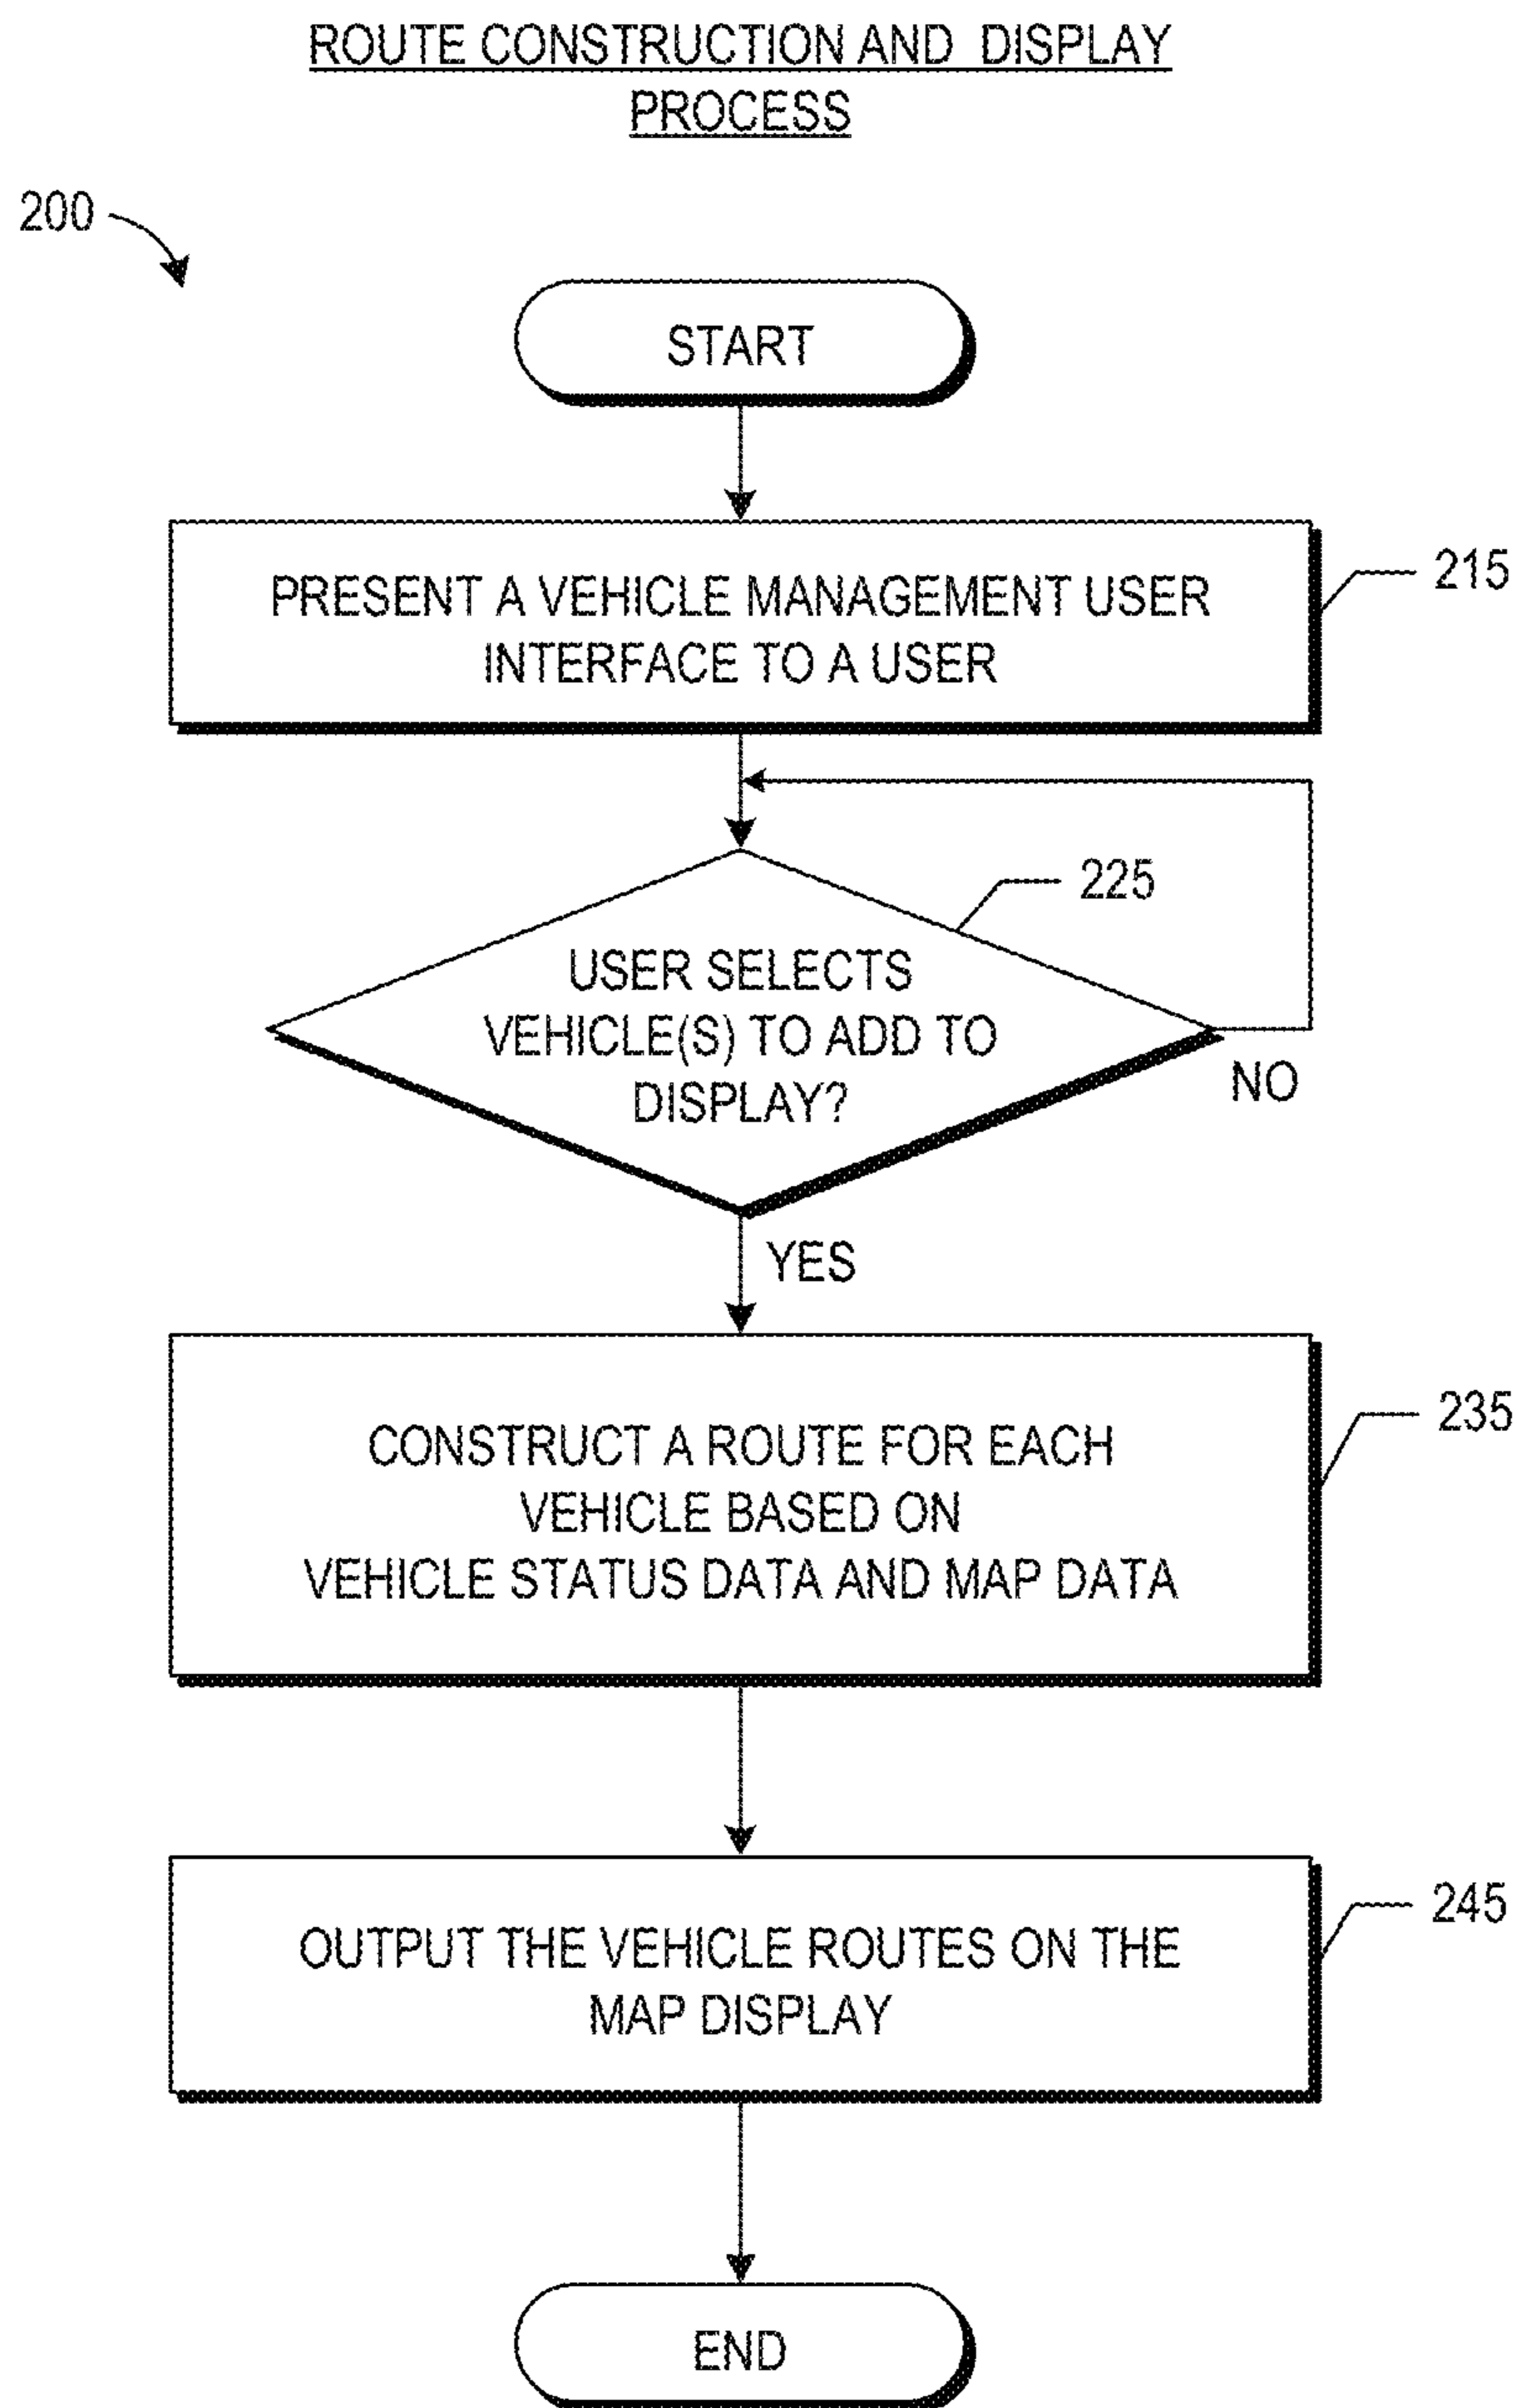 ROUTE CONSTRUCTION AND DISPLAY
PROCESS
200
START
PRESENT A VEHICLE MANAGEMENT USER
INTERFACE TO A USER
215
225
USER SELECTS
VEHICLE(S) TO ADD TO
DISPLAY?
NO
YES
CONSTRUCT A ROUTE FOR EACH
VEHICLE BASED ON
VEHICLE STATUS DATA AND MAP DATA
235
OUTPUT THE VEHICLE ROUTES ON THE
MAP DISPLAY
245
END